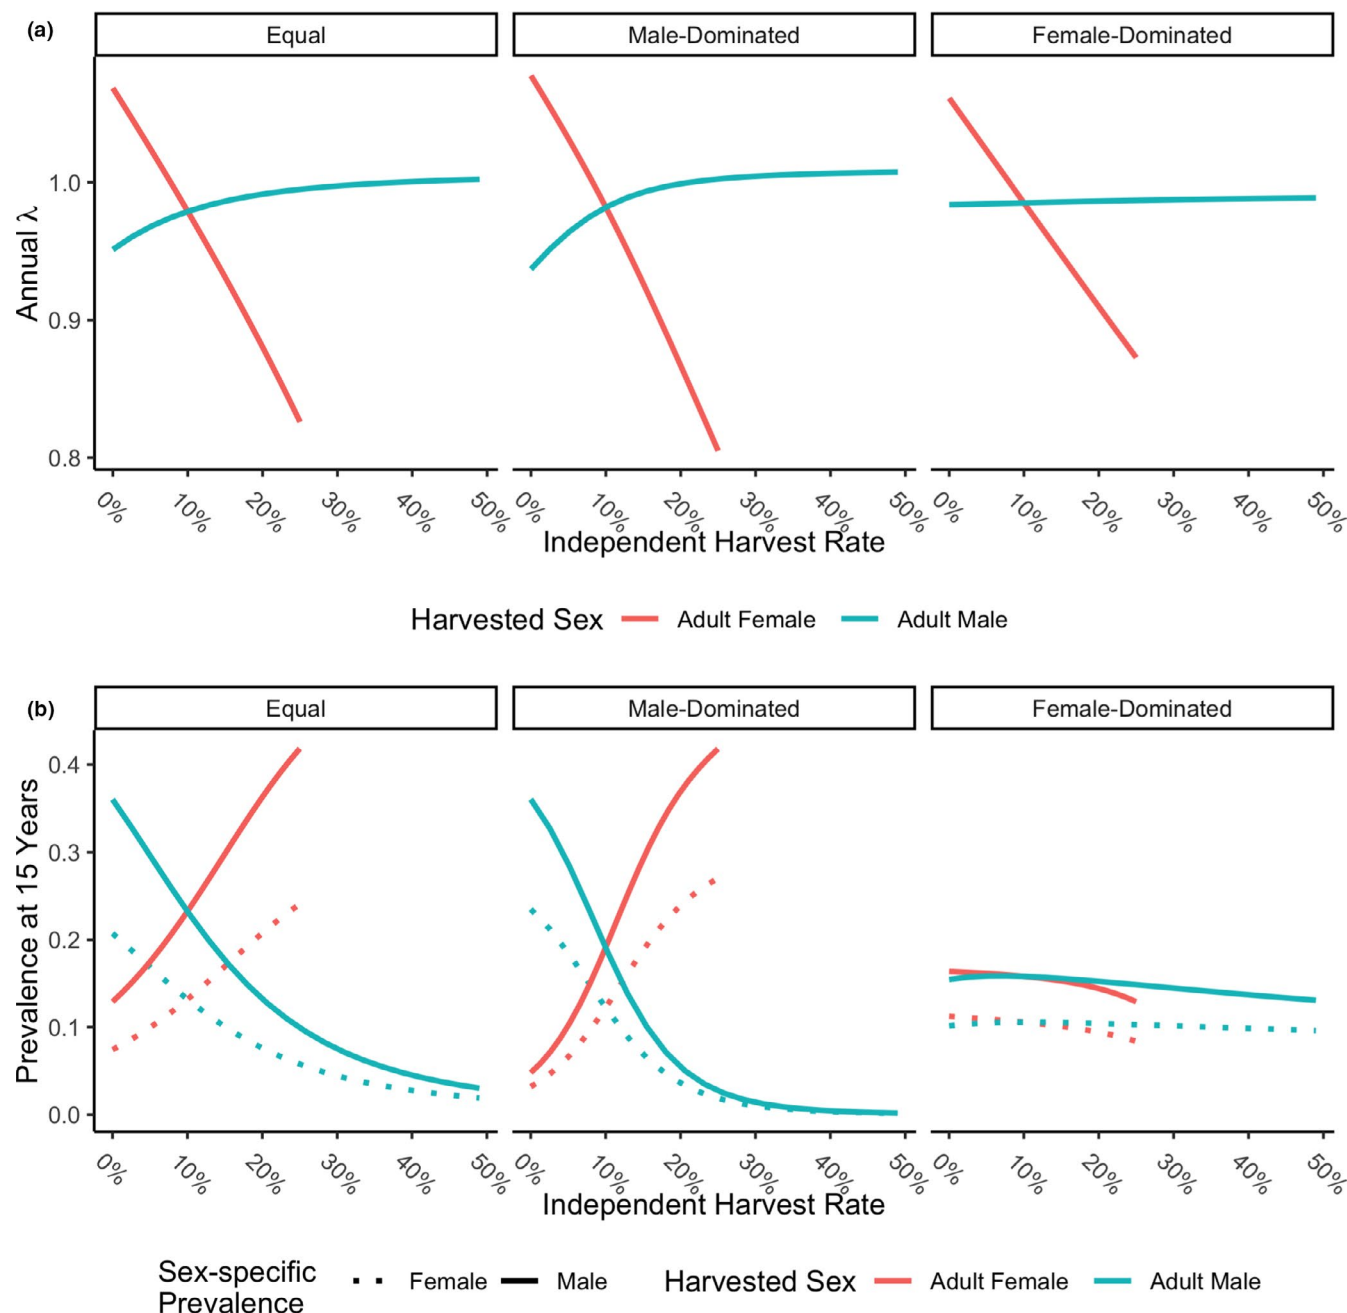 (a)
Equal
Male-Dominated
Female-Dominated
Annual λ
1.0
0.9
0.8
0% 10% 20% 30% 40% 50%
0% 10% 20% 30% 40% 50%
0% 10% 20% 30% 40% 50%
Independent Harvest Rate
Harvested Sex Adult Female Adult Male
(b)
Equal
Male-Dominated
Female-Dominated
Prevalence at 15 Years
0.4
0.3
0.2
0.1
0.0
0% 10% 20% 30% 40% 50%
0% 10% 20% 30% 40% 50%
0% 10% 20% 30% 40% 50%
Independent Harvest Rate
Sex-specific
Prevalence
Female Male
Harvested Sex Adult Female Adult Male